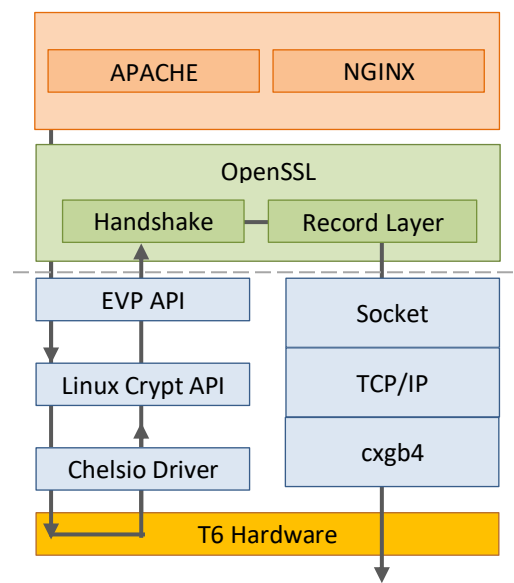 APACHE
NGINX
OpenSSL
Handshake
Record Layer
EVP API
Socket
Linux Crypt API
TCP/IP
Chelsio Driver
cxgb4
T6 Hardware